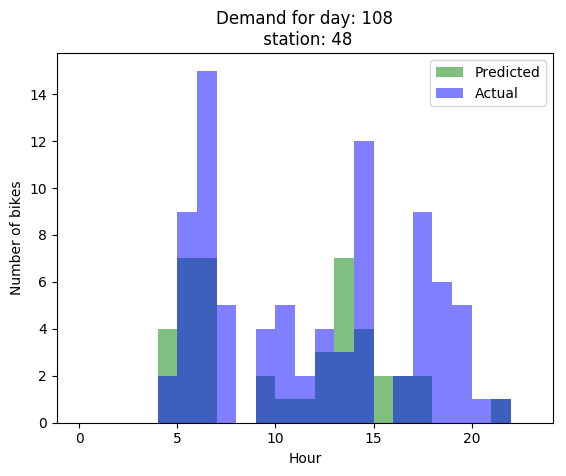 Demand for day: 108
station: 48
Predicted
Actual
Number of bikes
14
12
10
8
6
4
2
0
0
5
10
15
20
Hour